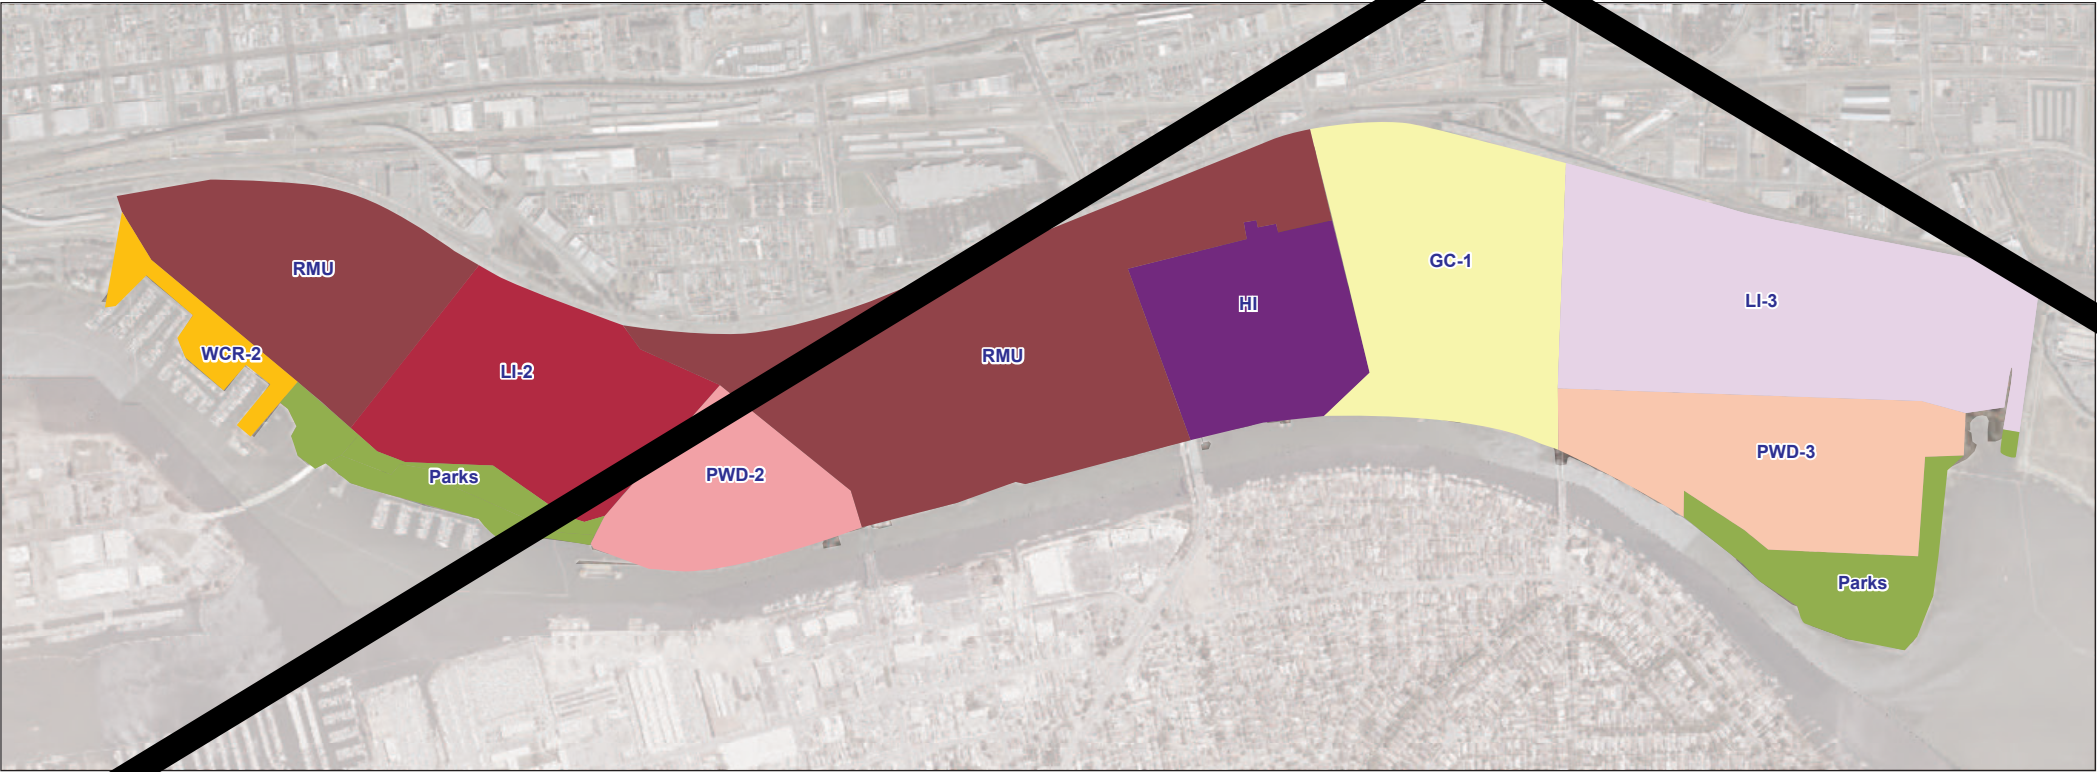 RMU
WCR-2
LI-2
Parks
PWD-2
RMU
HI
GC-1
LI-3
PWD-3
Parks